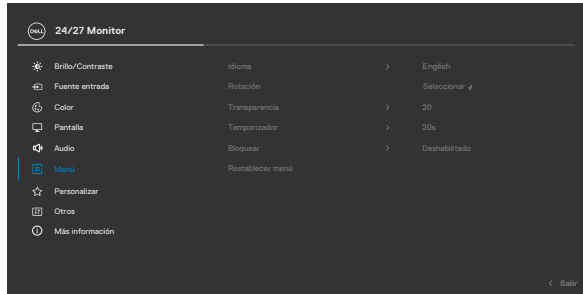 DELL 24/27 Monitor
Brillo/Contraste Idioma > English
Fuente entrada Rotación Seleccionar
Color Transparencia > 20
Pantalla Temporizador > 20s
Audio Bloquear > Deshabilitado
Menú Restablecer menú
Personalizar
Otros
Más información
< Salir